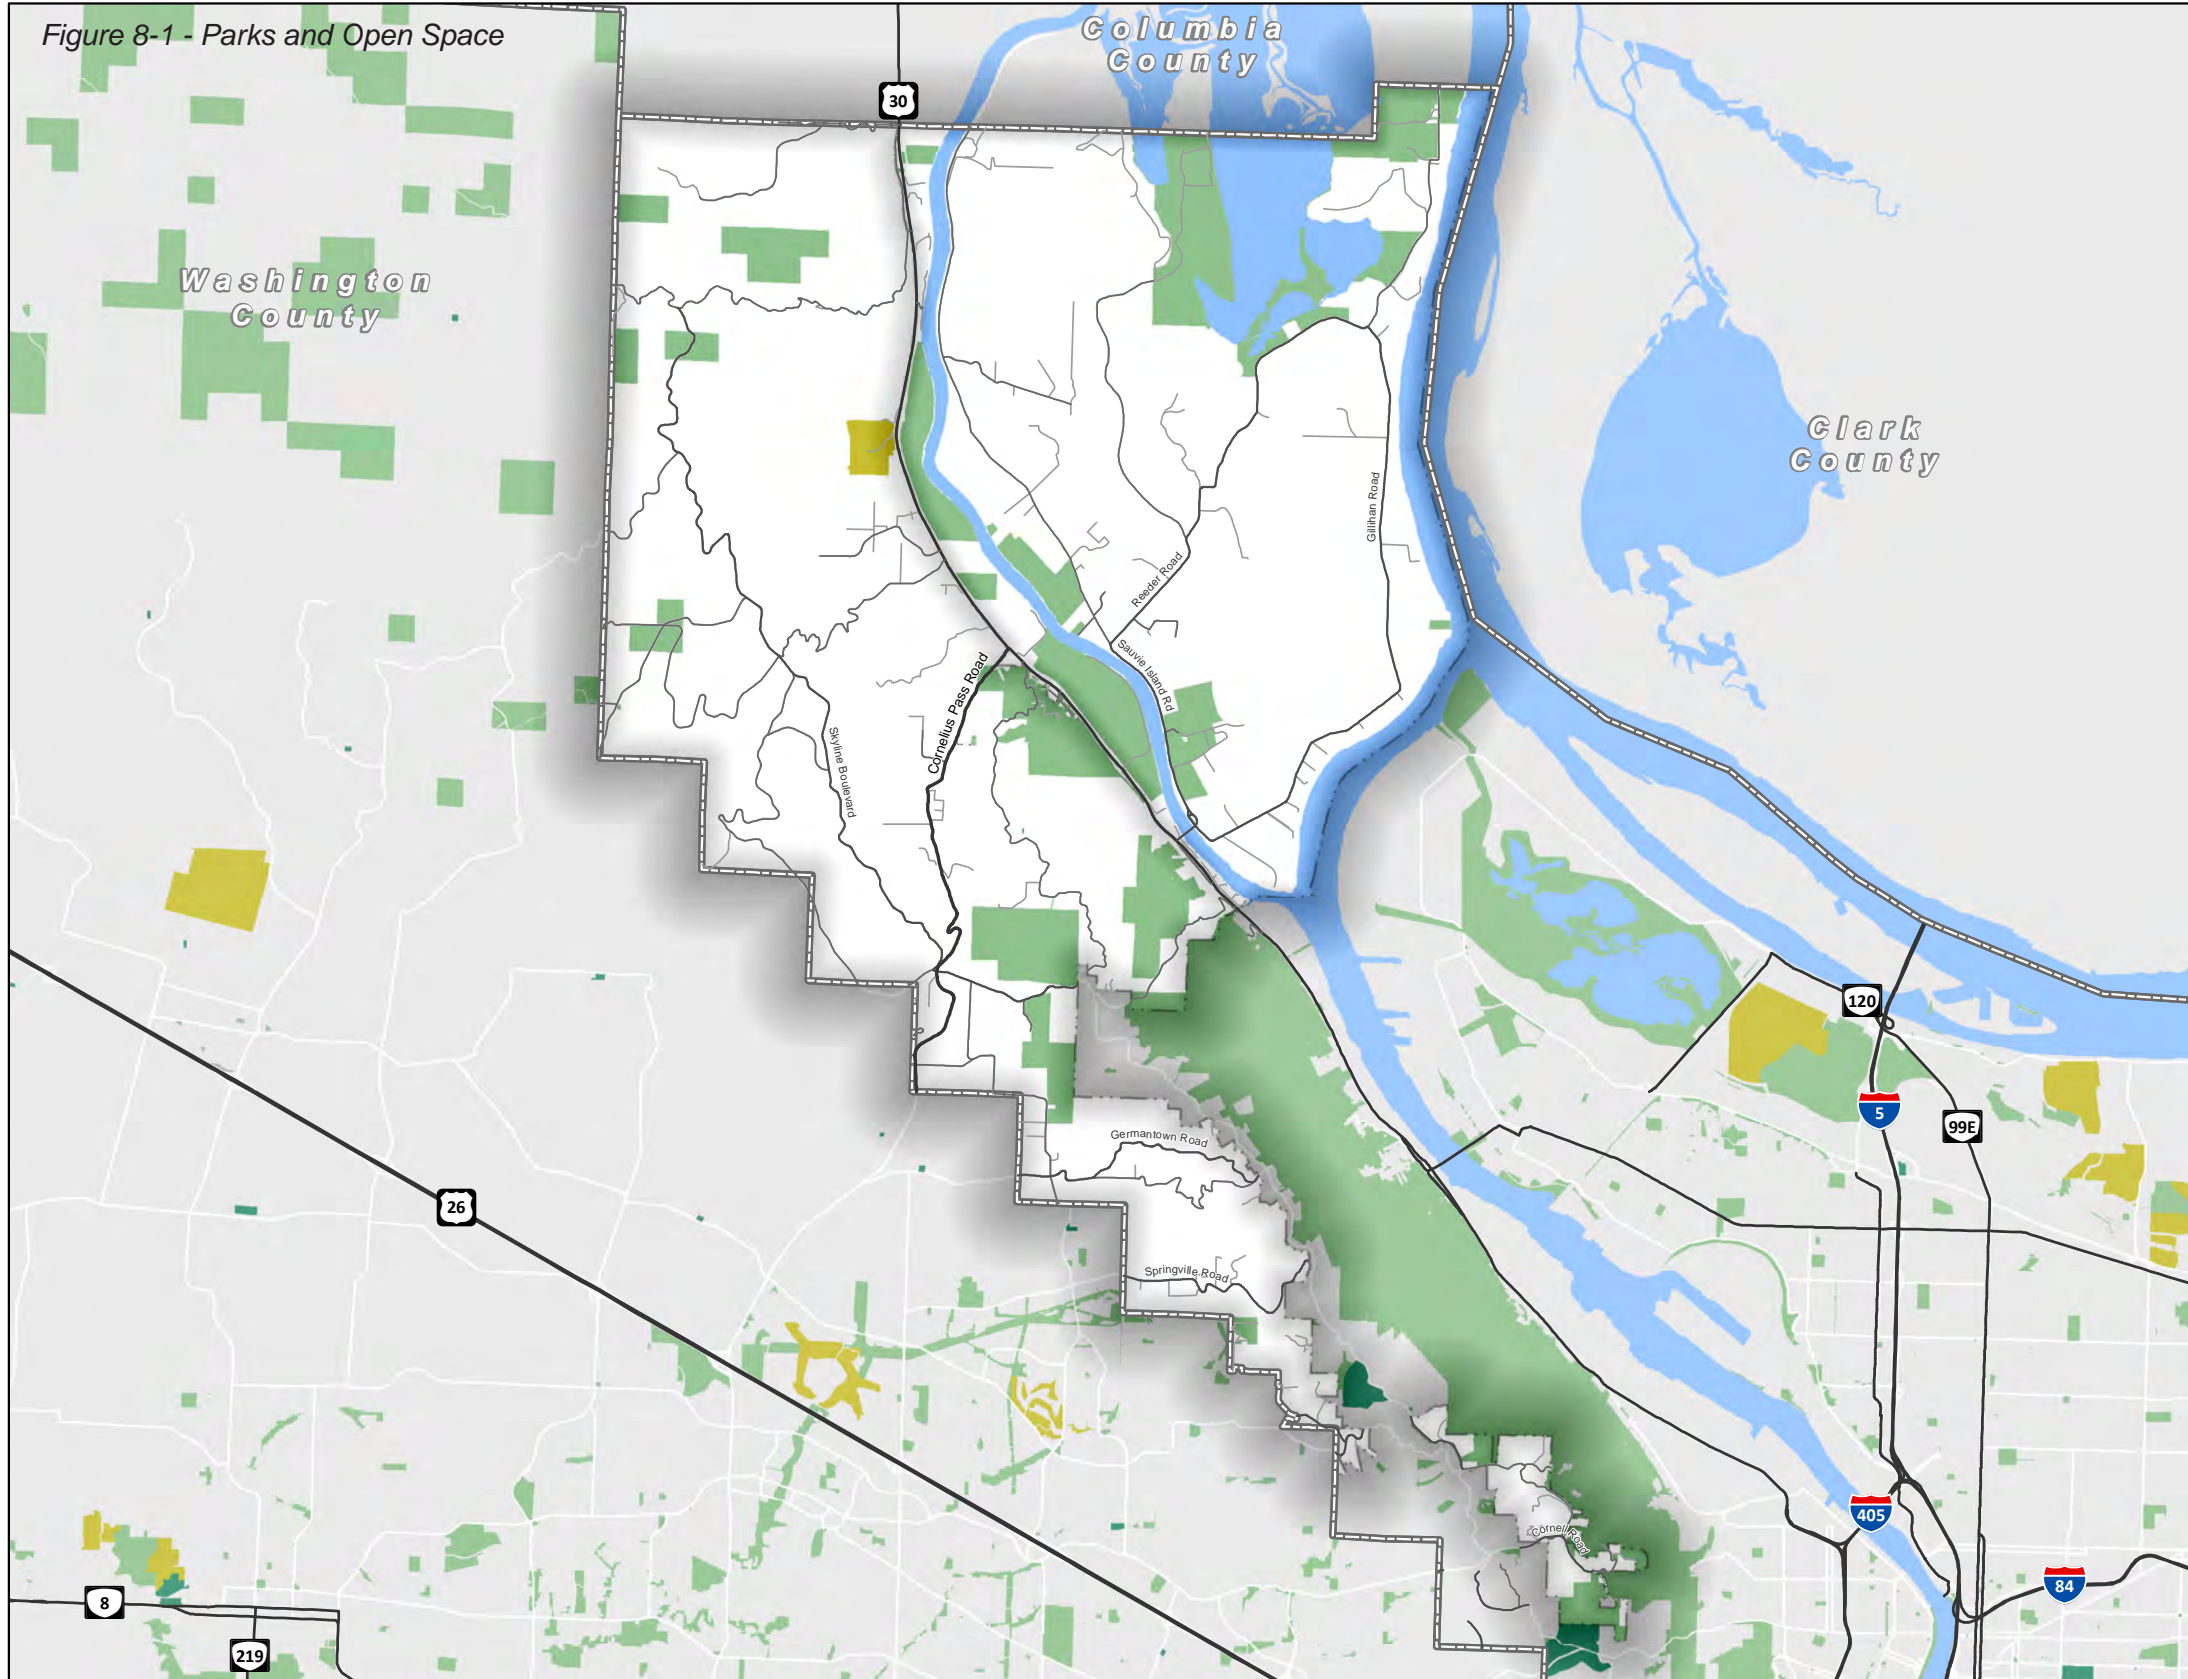 Figure 8-1 - Parks and Open Space
Columbia
County
30
Washington
County
Clark
County
Gillihan Road
Reeder Road
Sauvie Island Rd
Cornelius Pass Road
Skyline Boulevard
120
5
99E
Germantown Road
26
Springville Road
405
Cornell Road
84
8
219